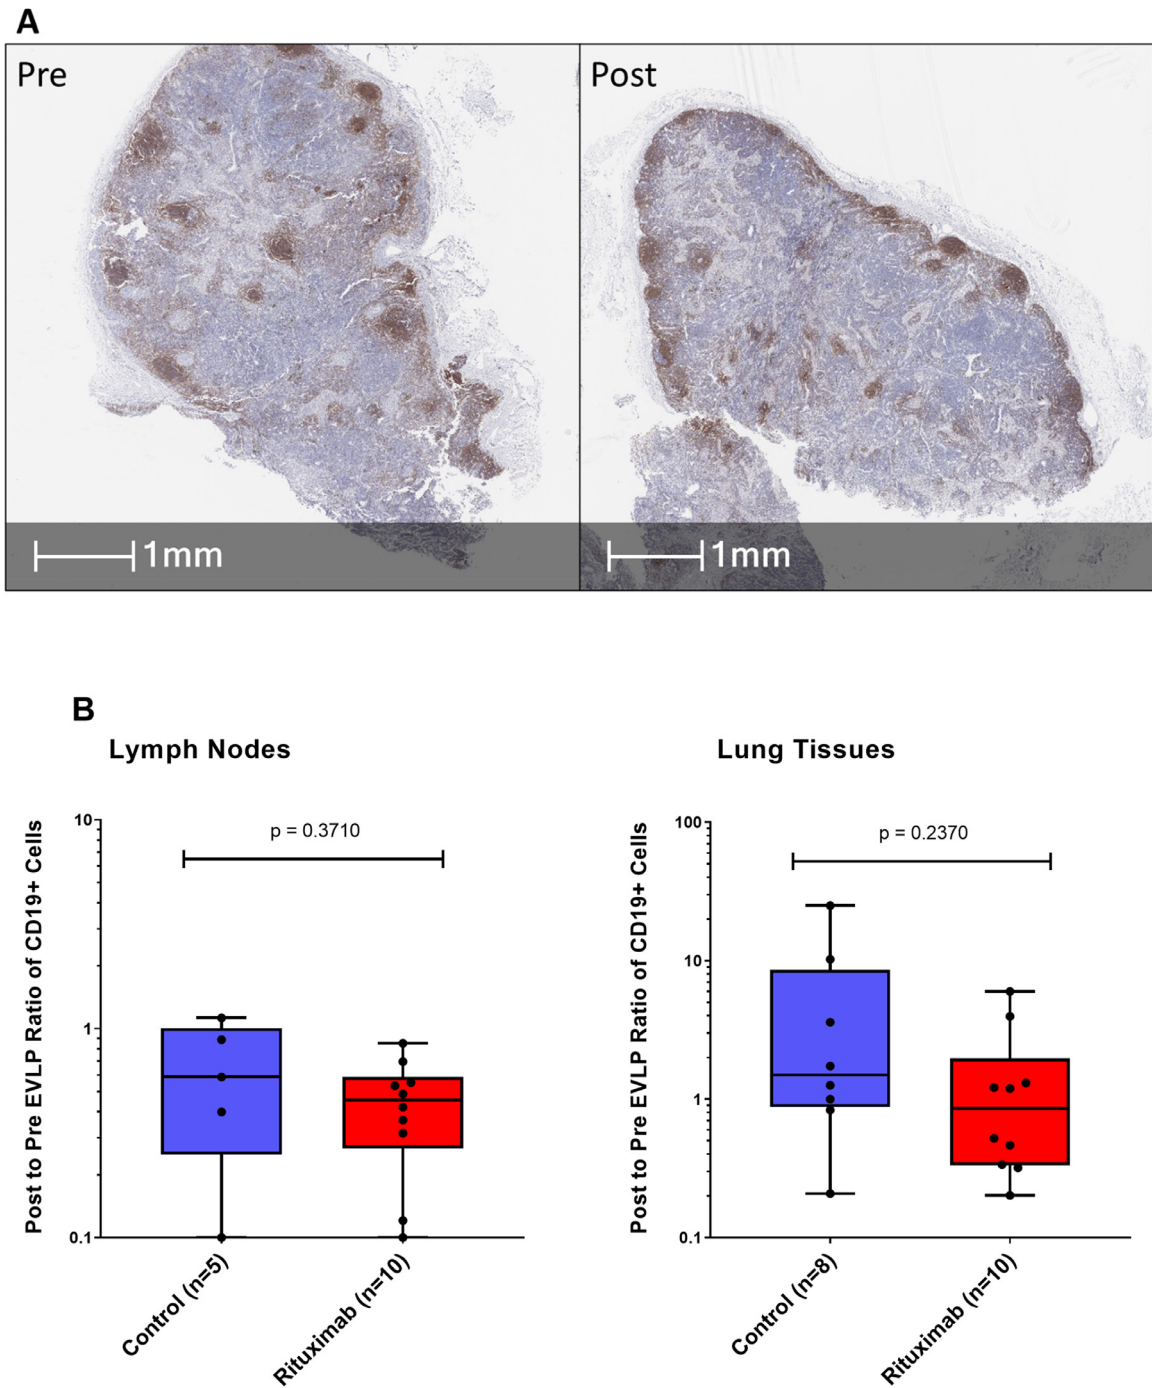 A
Pre
Post
1mm
1mm
B
Lymph Nodes
Lung Tissues
Post to Pre EVLP Ratio of CD19+ Cells
10
1
0.1
p = 0.3710
Control (n=5)
Rituximab (n=10)
Post to Pre EVLP Ratio of CD19+ Cells
100
10
1
0.1
p = 0.2370
Control (n=8)
Rituximab (n=10)